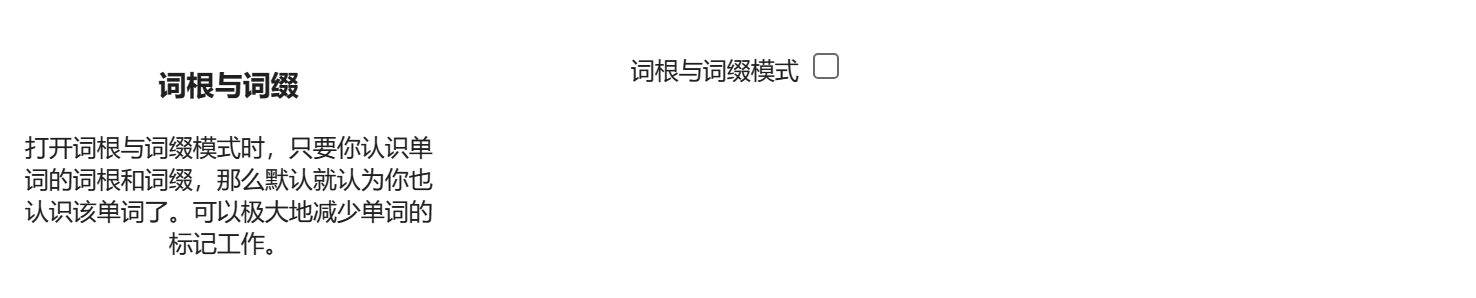 词根与词缀
打开词根与词缀模式时，只要你认识单
词的词根和词缀，那么默认就认为你也
认识该单词了。可以极大地减少单词的
标记工作。
词根与词缀模式